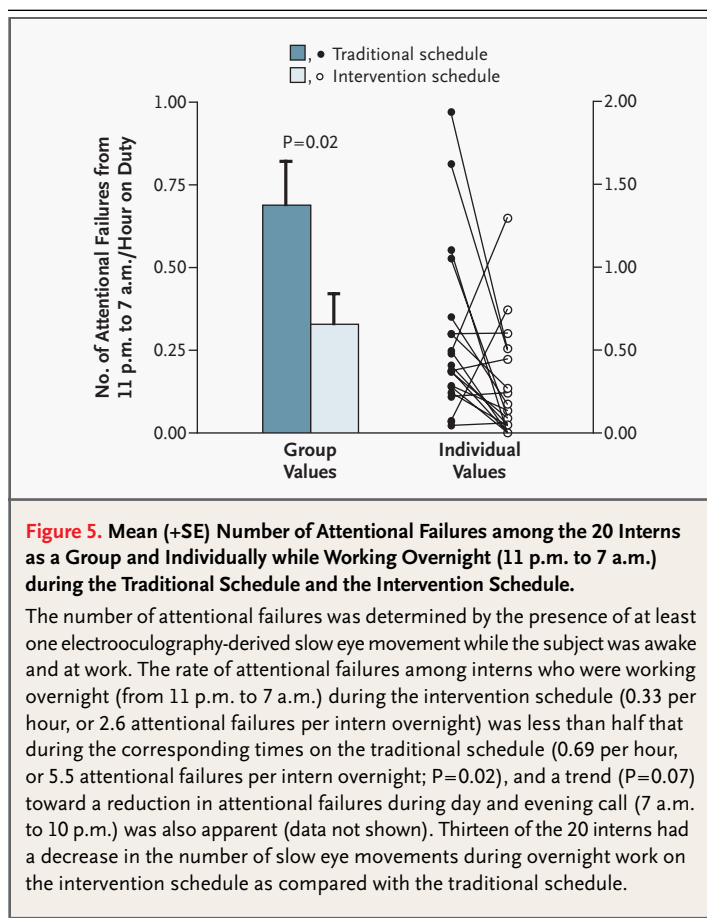 , • Traditional schedule
, ○ Intervention schedule
No. of Attentional Failures from
11 p.m. to 7 a.m./Hour on Duty
1.00
0.75
0.50
0.25
0.00
P=0.02
2.00
1.50
1.00
0.50
0.00
Group
Values
Individual
Values
Figure 5. Mean (+SE) Number of Attentional Failures among the 20 Interns
as a Group and Individually while Working Overnight (11 p.m. to 7 a.m.)
during the Traditional Schedule and the Intervention Schedule.
The number of attentional failures was determined by the presence of at least
one electrooculography-derived slow eye movement while the subject was awake
and at work. The rate of attentional failures among interns who were working
overnight (from 11 p.m. to 7 a.m.) during the intervention schedule (0.33 per
hour, or 2.6 attentional failures per intern overnight) was less than half that
during the corresponding times on the traditional schedule (0.69 per hour,
or 5.5 attentional failures per intern overnight; P=0.02), and a trend (P=0.07)
toward a reduction in attentional failures during day and evening call (7 a.m.
to 10 p.m.) was also apparent (data not shown). Thirteen of the 20 interns had
a decrease in the number of slow eye movements during overnight work on
the intervention schedule as compared with the traditional schedule.